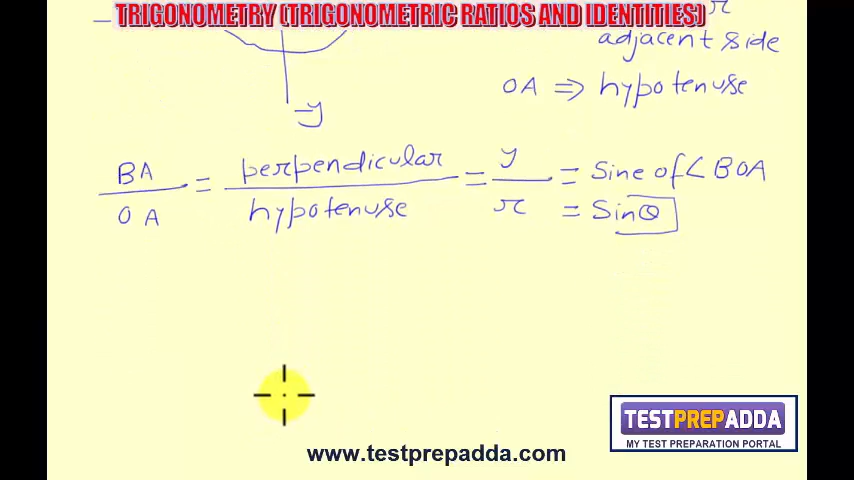 TRIGONOMETRY (TRIGONOMETRIC RATIOS AND IDENTITIES)
r
adjacent side
OA ⇒ hypotenuse
-y
BA/OA = perpendicular/hypotenuse = y/r = Sine of ∠BOA
= Sinθ
TESTPREPADDA
MY TEST PREPARATION PORTAL
www.testprepadda.com